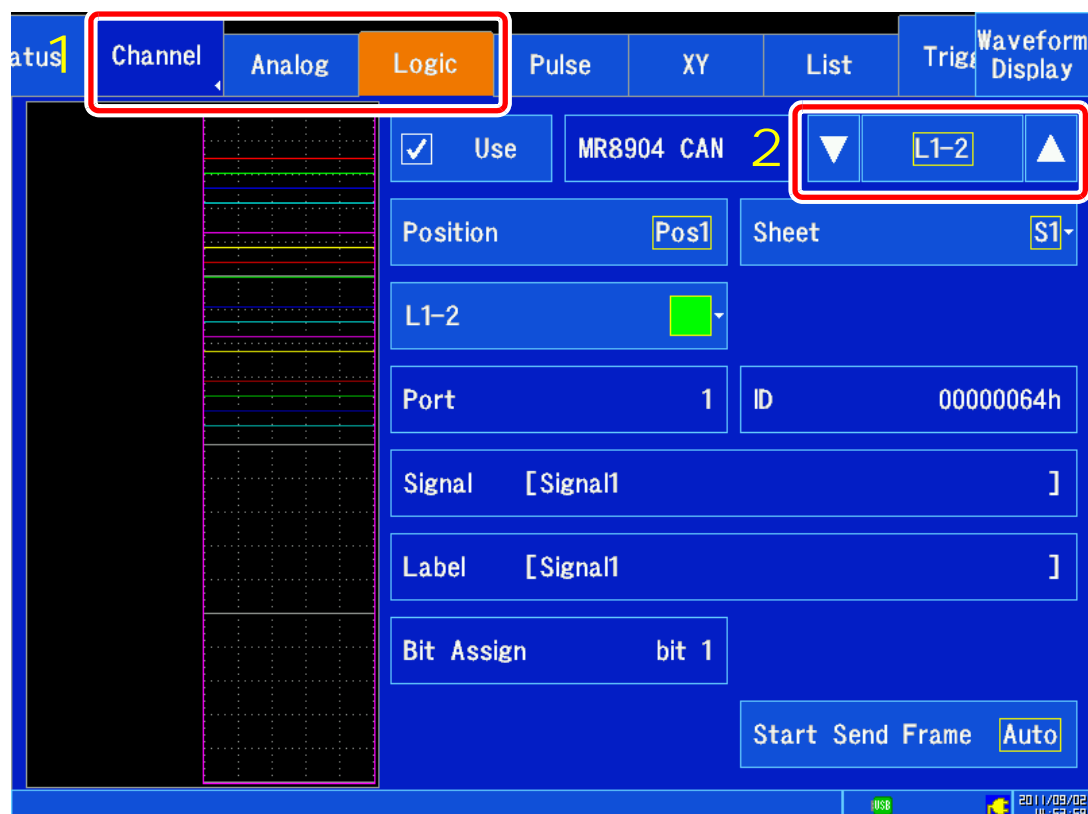 atus 1 Channel Analog Logic Pulse XY List Waveform Display
Use MR8904 CAN 2 L1-2
Position Pos1 Sheet S1
L1-2
Port 1 ID 00000064h
Signal [Signal1 ]
Label [Signal1 ]
Bit Assign bit 1
Start Send Frame Auto
USB 2011/09/02